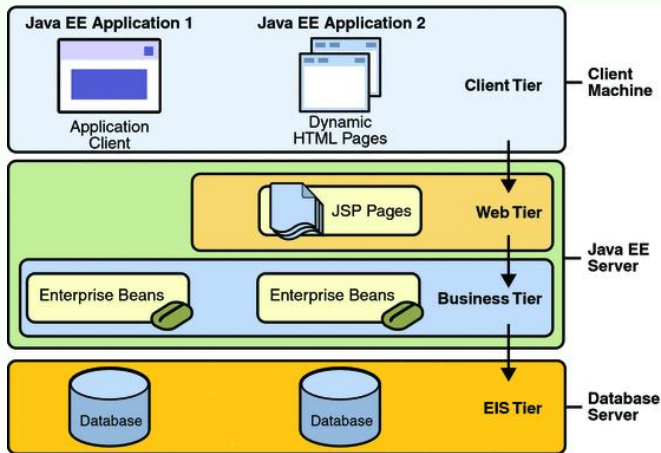 Java EE Application 1
Java EE Application 2
Client Tier
Client
Machine
Application
Client
Dynamic
HTML Pages
JSP Pages
Web Tier
Java EE
Server
Enterprise Beans
Enterprise Beans
Business Tier
Database
Database
EIS Tier
Database
Server